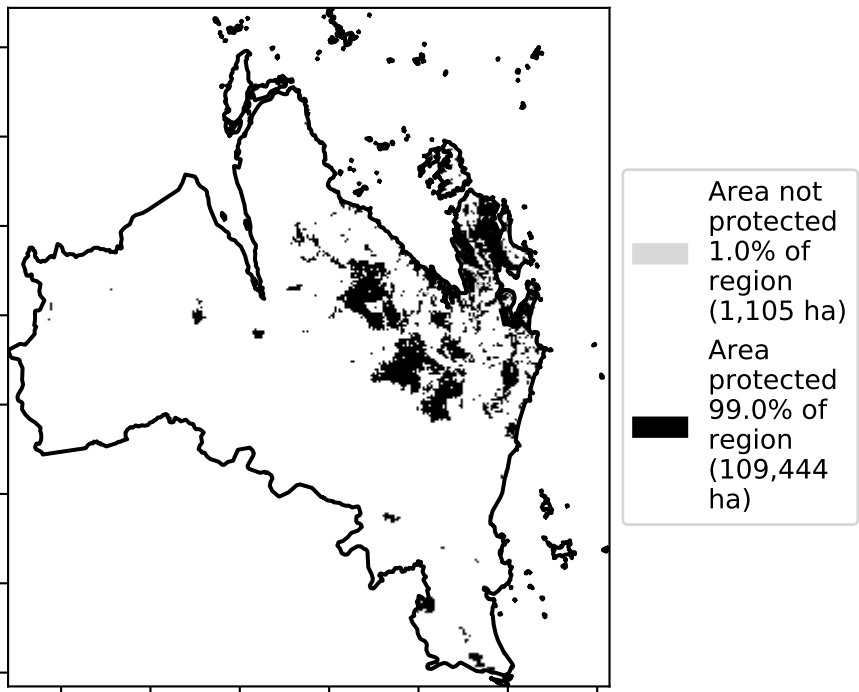 Area not
protected
1.0% of
region
(1,105 ha)
Area
protected
99.0% of
region
(109,444
ha)